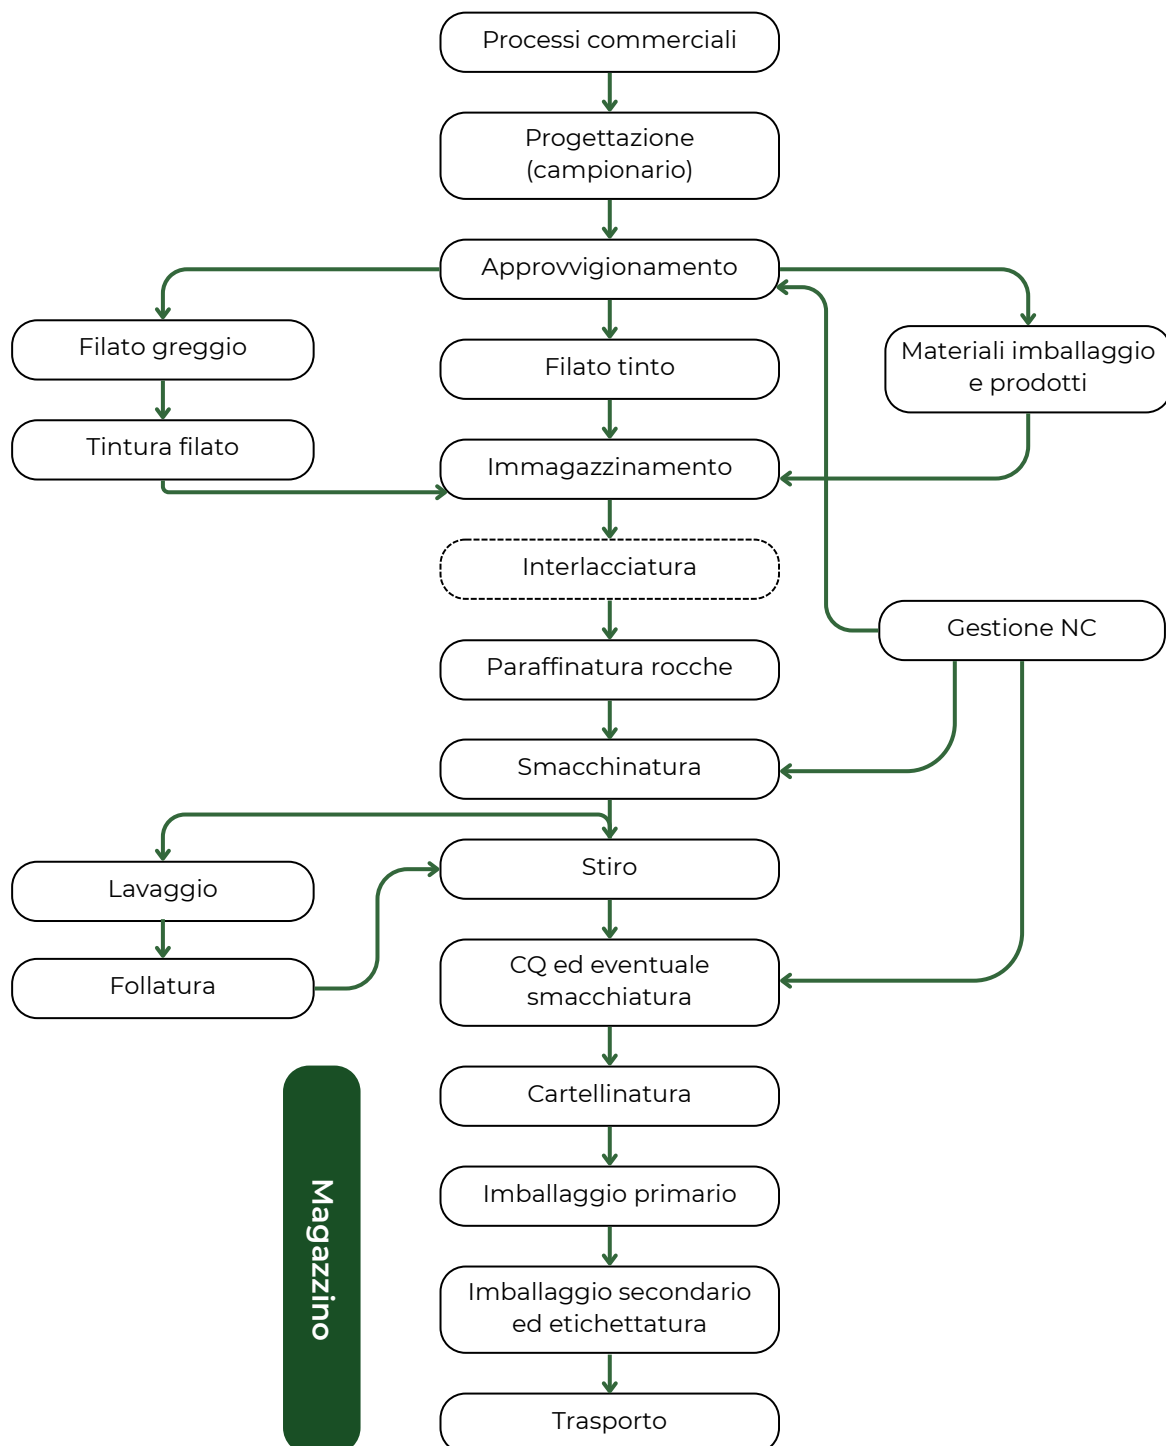 Processi commerciali
Progettazione
(campionario)
Approvvigionamento
Filato greggio
Filato tinto
Materiali imballaggio
e prodotti
Tintura filato
Immagazzinamento
Interlacciatura
Gestione NC
Paraffinatura rocche
Smacchinatura
Stiro
Lavaggio
CQ ed eventuale
smacchiatura
Follatura
Cartellinatura
Magazzino
Imballaggio primario
Imballaggio secondario
ed etichettatura
Trasporto